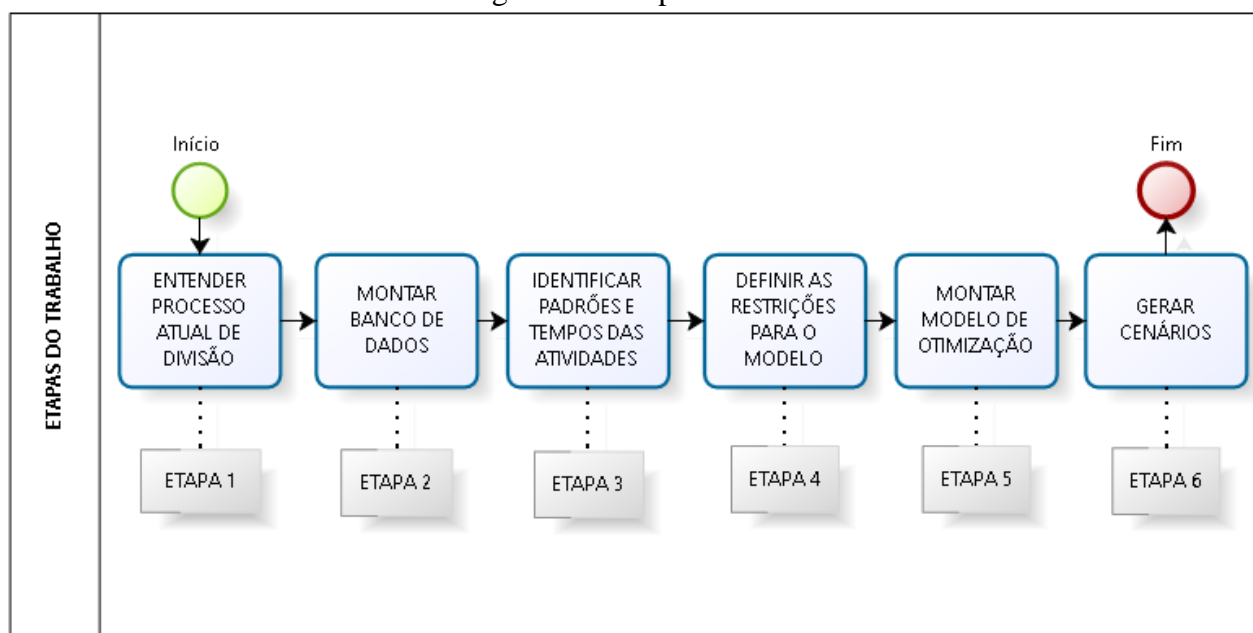 ETAPAS DO TRABALHO
Início
Fim
ENTENDER
PROCESSO
ATUAL DE
DIVISÃO
MONTAR
BANCO DE
DADOS
IDENTIFICAR
PADRÕES E
TEMPOS DAS
ATIVIDADES
DEFINIR AS
RESTRIÇÕES
PARA O
MODELO
MONTAR
MODELO DE
OTIMIZAÇÃO
GERAR
CENÁRIOS
ETAPA 1
ETAPA 2
ETAPA 3
ETAPA 4
ETAPA 5
ETAPA 6